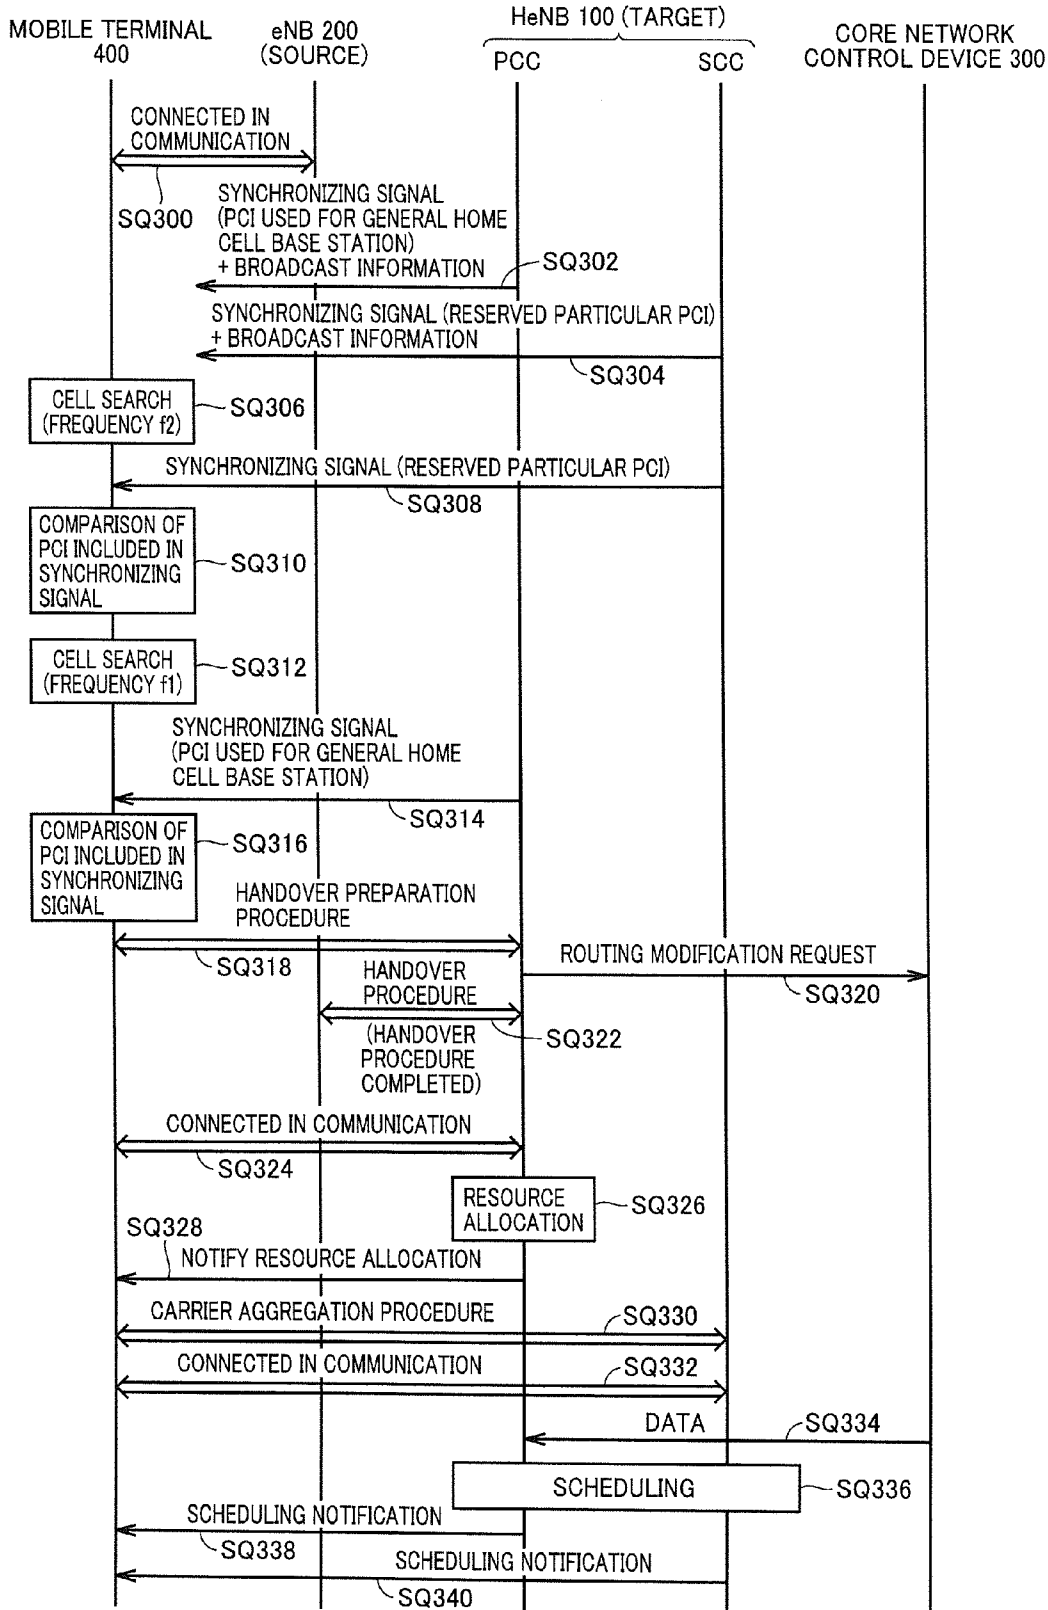 MOBILE TERMINAL
400
eNB 200
(SOURCE)
HeNB 100 (TARGET)
PCC
SCC
CORE NETWORK
CONTROL DEVICE 300
CONNECTED IN
COMMUNICATION
SQ300
SYNCHRONIZING SIGNAL
(PCI USED FOR GENERAL HOME
CELL BASE STATION)
+ BROADCAST INFORMATION
SQ302
SYNCHRONIZING SIGNAL (RESERVED PARTICULAR PCI)
+ BROADCAST INFORMATION
SQ304
CELL SEARCH
(FREQUENCY f2)
SQ306
SYNCHRONIZING SIGNAL (RESERVED PARTICULAR PCI)
SQ308
COMPARISON OF
PCI INCLUDED IN
SYNCHRONIZING
SIGNAL
SQ310
CELL SEARCH
(FREQUENCY f1)
SQ312
SYNCHRONIZING SIGNAL
(PCI USED FOR GENERAL HOME
CELL BASE STATION)
SQ314
COMPARISON OF
PCI INCLUDED IN
SYNCHRONIZING
SIGNAL
SQ316
HANDOVER PREPARATION
PROCEDURE
SQ318
ROUTING MODIFICATION REQUEST
SQ320
HANDOVER
PROCEDURE
SQ322
(HANDOVER
PROCEDURE
COMPLETED)
CONNECTED IN COMMUNICATION
SQ324
RESOURCE
ALLOCATION
SQ326
SQ328
NOTIFY RESOURCE ALLOCATION
CARRIER AGGREGATION PROCEDURE
SQ330
CONNECTED IN COMMUNICATION
SQ332
DATA
SQ334
SCHEDULING
SQ336
SCHEDULING NOTIFICATION
SQ338
SCHEDULING NOTIFICATION
SQ340